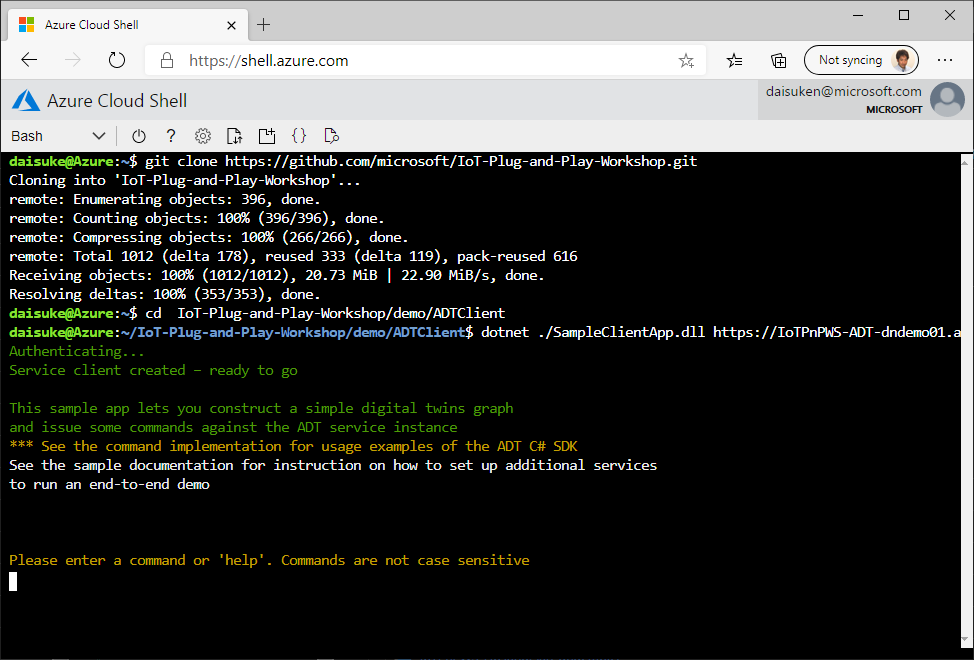 Azure Cloud Shell
https://shell.azure.com
Not syncing
Azure Cloud Shell
daisuken@microsoft.com
MICROSOFT
Bash
daisuke@Azure:~$ git clone https://github.com/microsoft/IoT-Plug-and-Play-Workshop.git
Cloning into 'IoT-Plug-and-Play-Workshop'...
remote: Enumerating objects: 396, done.
remote: Counting objects: 100% (396/396), done.
remote: Compressing objects: 100% (266/266), done.
remote: Total 1012 (delta 178), reused 333 (delta 119), pack-reused 616
Receiving objects: 100% (1012/1012), 20.73 MiB | 22.90 MiB/s, done.
Resolving deltas: 100% (353/353), done.
daisuke@Azure:~$ cd  IoT-Plug-and-Play-Workshop/demo/ADTClient
daisuke@Azure:~/IoT-Plug-and-Play-Workshop/demo/ADTClient$ dotnet ./SampleClientApp.dll https://IoTPnPWS-ADT-dndemo01.a
Authenticating...
Service client created – ready to go
This sample app lets you construct a simple digital twins graph
and issue some commands against the ADT service instance
*** See the command implementation for usage examples of the ADT C# SDK
See the sample documentation for instruction on how to set up additional services
to run an end-to-end demo
Please enter a command or 'help'. Commands are not case sensitive